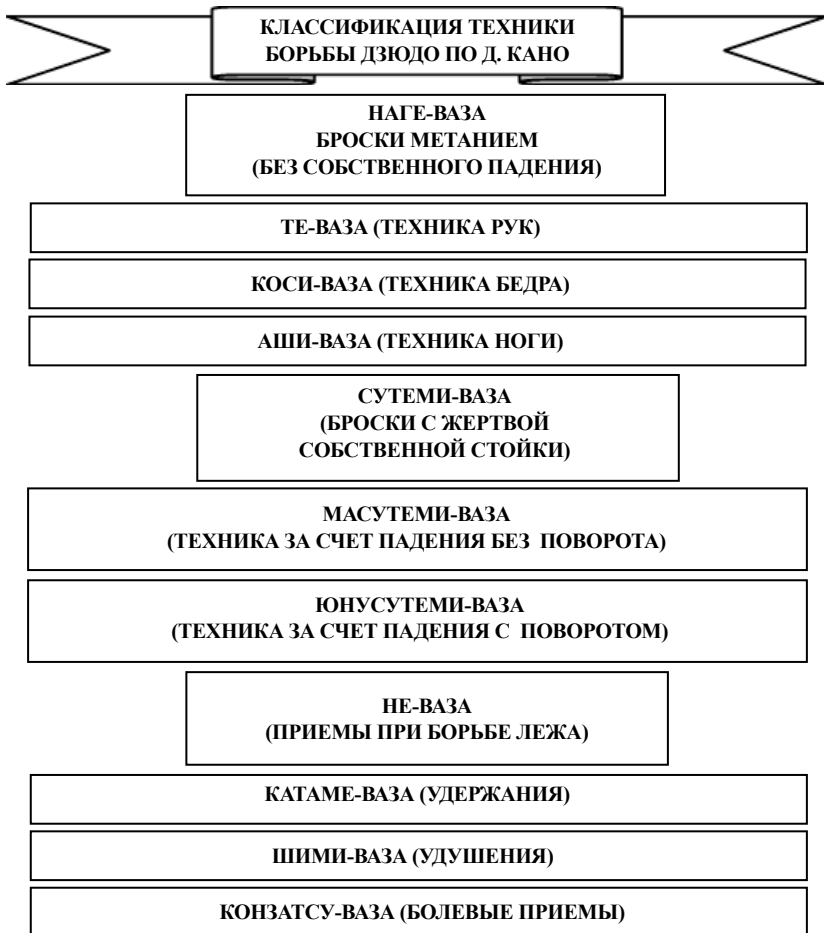 КЛАССИФИКАЦИЯ ТЕХНИКИ
БОРЬБЫ ДЗЮДО ПО Д. КАНО
НАГЕ-ВАЗА
БРОСКИ МЕТАНИЕМ
(БЕЗ СОБСТВЕННОГО ПАДЕНИЯ)
ТЕ-ВАЗА (ТЕХНИКА РУК)
КОСИ-ВАЗА (ТЕХНИКА БЕДРА)
АШИ-ВАЗА (ТЕХНИКА НОГИ)
СУТЕМИ-ВАЗА
(БРОСКИ С ЖЕРТВОЙ
СОБСТВЕННОЙ СТОЙКИ)
МАСУТЕМИ-ВАЗА
(ТЕХНИКА ЗА СЧЕТ ПАДЕНИЯ БЕЗ ПОВОРОТА)
ЮНУСУТЕМИ-ВАЗА
(ТЕХНИКА ЗА СЧЕТ ПАДЕНИЯ С ПОВОРОТОМ)
НЕ-ВАЗА
(ПРИЕМЫ ПРИ БОРЬБЕ ЛЕЖА)
КАТАМЕ-ВАЗА (УДЕРЖАНИЯ)
ШИМИ-ВАЗА (УДУШЕНИЯ)
КОНЗАТСУ-ВАЗА (БОЛЕВЫЕ ПРИЕМЫ)